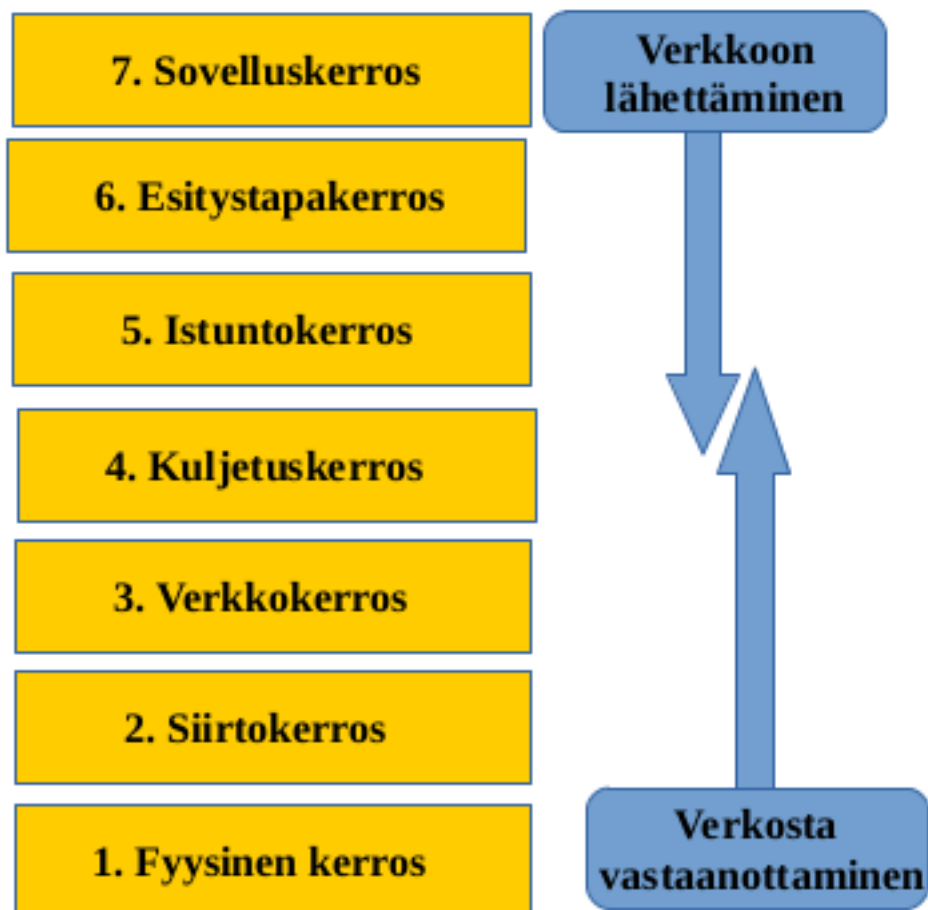 7. Sovelluskerros
6. Esitystapakerros
5. Istuntokerros
4. Kuljetuskerros
3. Verkkokerros
2. Siirtokerros
1. Fyysinen kerros
Verkkoon
lähettäminen
Verkosta
vastaanottaminen